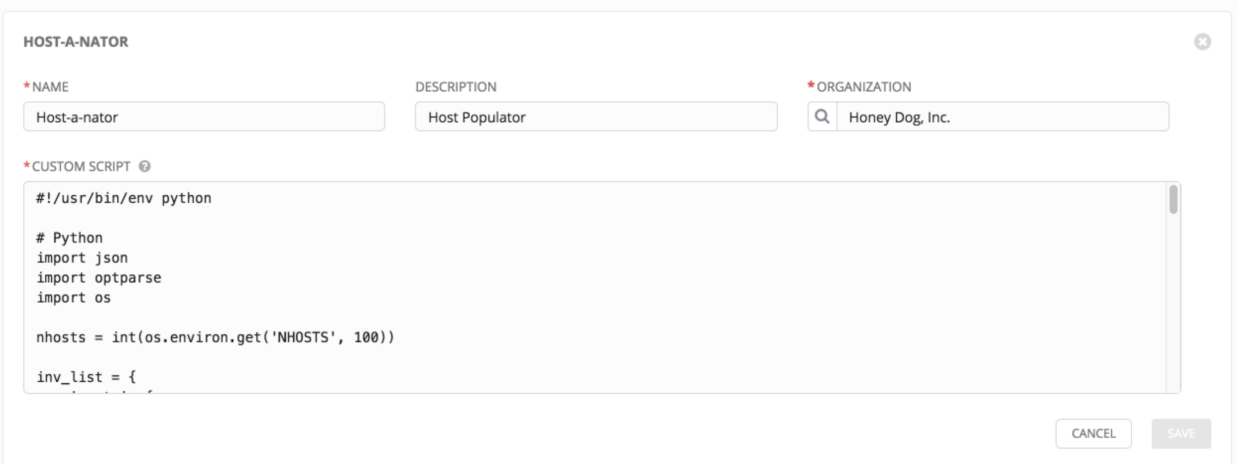 HOST-A-NATOR
*NAME
DESCRIPTION
*ORGANIZATION
Host-a-nator
Host Populator
Honey Dog, Inc.
*CUSTOM SCRIPT
#!/usr/bin/env python
# Python
import json
import optparse
import os
nhosts = int(os.environ.get('NHOSTS', 100))
inv_list = {
CANCEL
SAVE